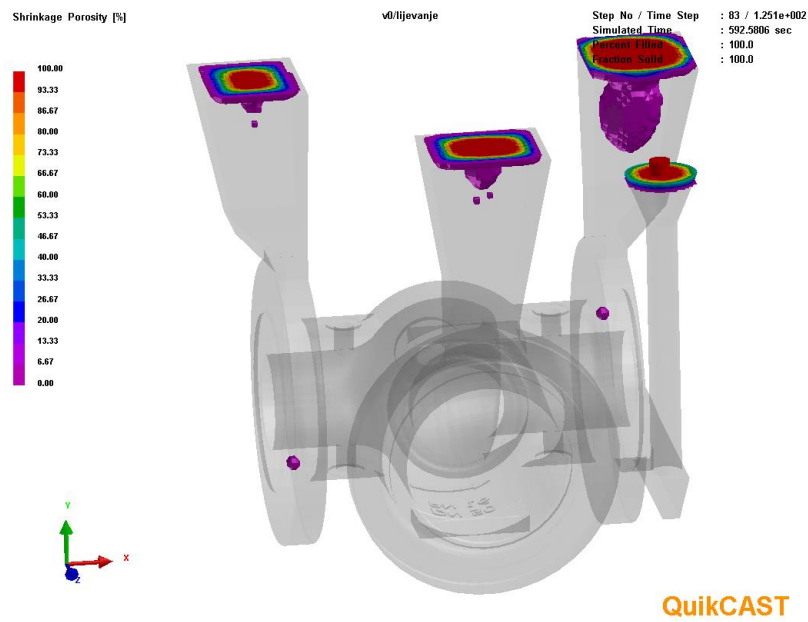 Shrinkage Porosity [%]
v0/lijevanje
Step No / Time Step : 83 / 1.251e+002
Simulated Time : 592.5806 sec
Percent Filled : 100.0
Fraction Solid : 100.0
100.00
93.33
86.67
80.00
73.33
66.67
60.00
53.33
46.67
40.00
33.33
26.67
20.00
13.33
6.67
0.00
Y
X
Z
QuikCAST